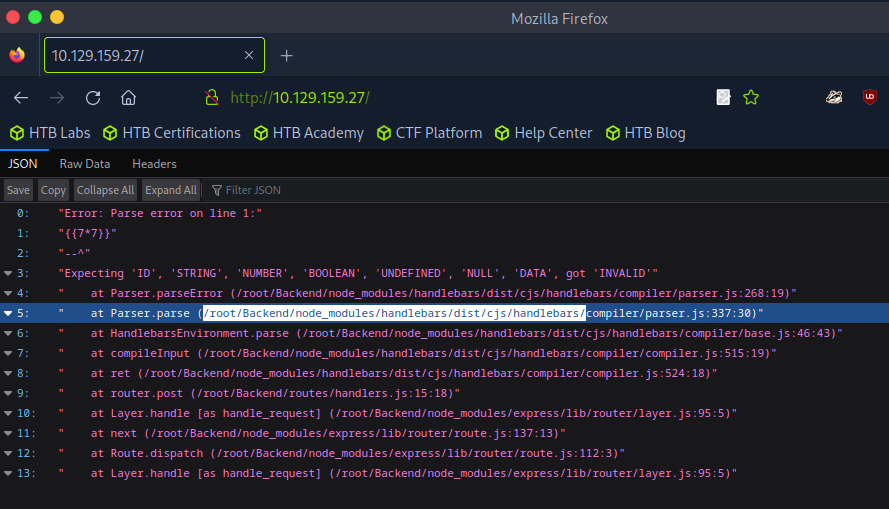 Mozilla Firefox
10.129.159.27/
http://10.129.159.27/
HTB Labs HTB Certifications HTB Academy CTF Platform Help Center HTB Blog
JSON Raw Data Headers
Save Copy Collapse All Expand All Filter JSON
0: "Error: Parse error on line 1:"
1: "{{7*7}}"
2: "--^"
3: "Expecting 'ID', 'STRING', 'NUMBER', 'BOOLEAN', 'UNDEFINED', 'NULL', 'DATA', got 'INVALID'"
4: "    at Parser.parseError (/root/Backend/node_modules/handlebars/dist/cjs/handlebars/compiler/parser.js:268:19)"
5: "    at Parser.parse (/root/Backend/node_modules/handlebars/dist/cjs/handlebars/compiler/parser.js:337:30)"
6: "    at HandlebarsEnvironment.parse (/root/Backend/node_modules/handlebars/dist/cjs/handlebars/compiler/base.js:46:43)"
7: "    at compileInput (/root/Backend/node_modules/handlebars/dist/cjs/handlebars/compiler/compiler.js:515:19)"
8: "    at ret (/root/Backend/node_modules/handlebars/dist/cjs/handlebars/compiler/compiler.js:524:18)"
9: "    at router.post (/root/Backend/routes/handlers.js:15:18)"
10: "    at Layer.handle [as handle_request] (/root/Backend/node_modules/express/lib/router/layer.js:95:5)"
11: "    at next (/root/Backend/node_modules/express/lib/router/route.js:137:13)"
12: "    at Route.dispatch (/root/Backend/node_modules/express/lib/router/route.js:112:3)"
13: "    at Layer.handle [as handle_request] (/root/Backend/node_modules/express/lib/router/layer.js:95:5)"